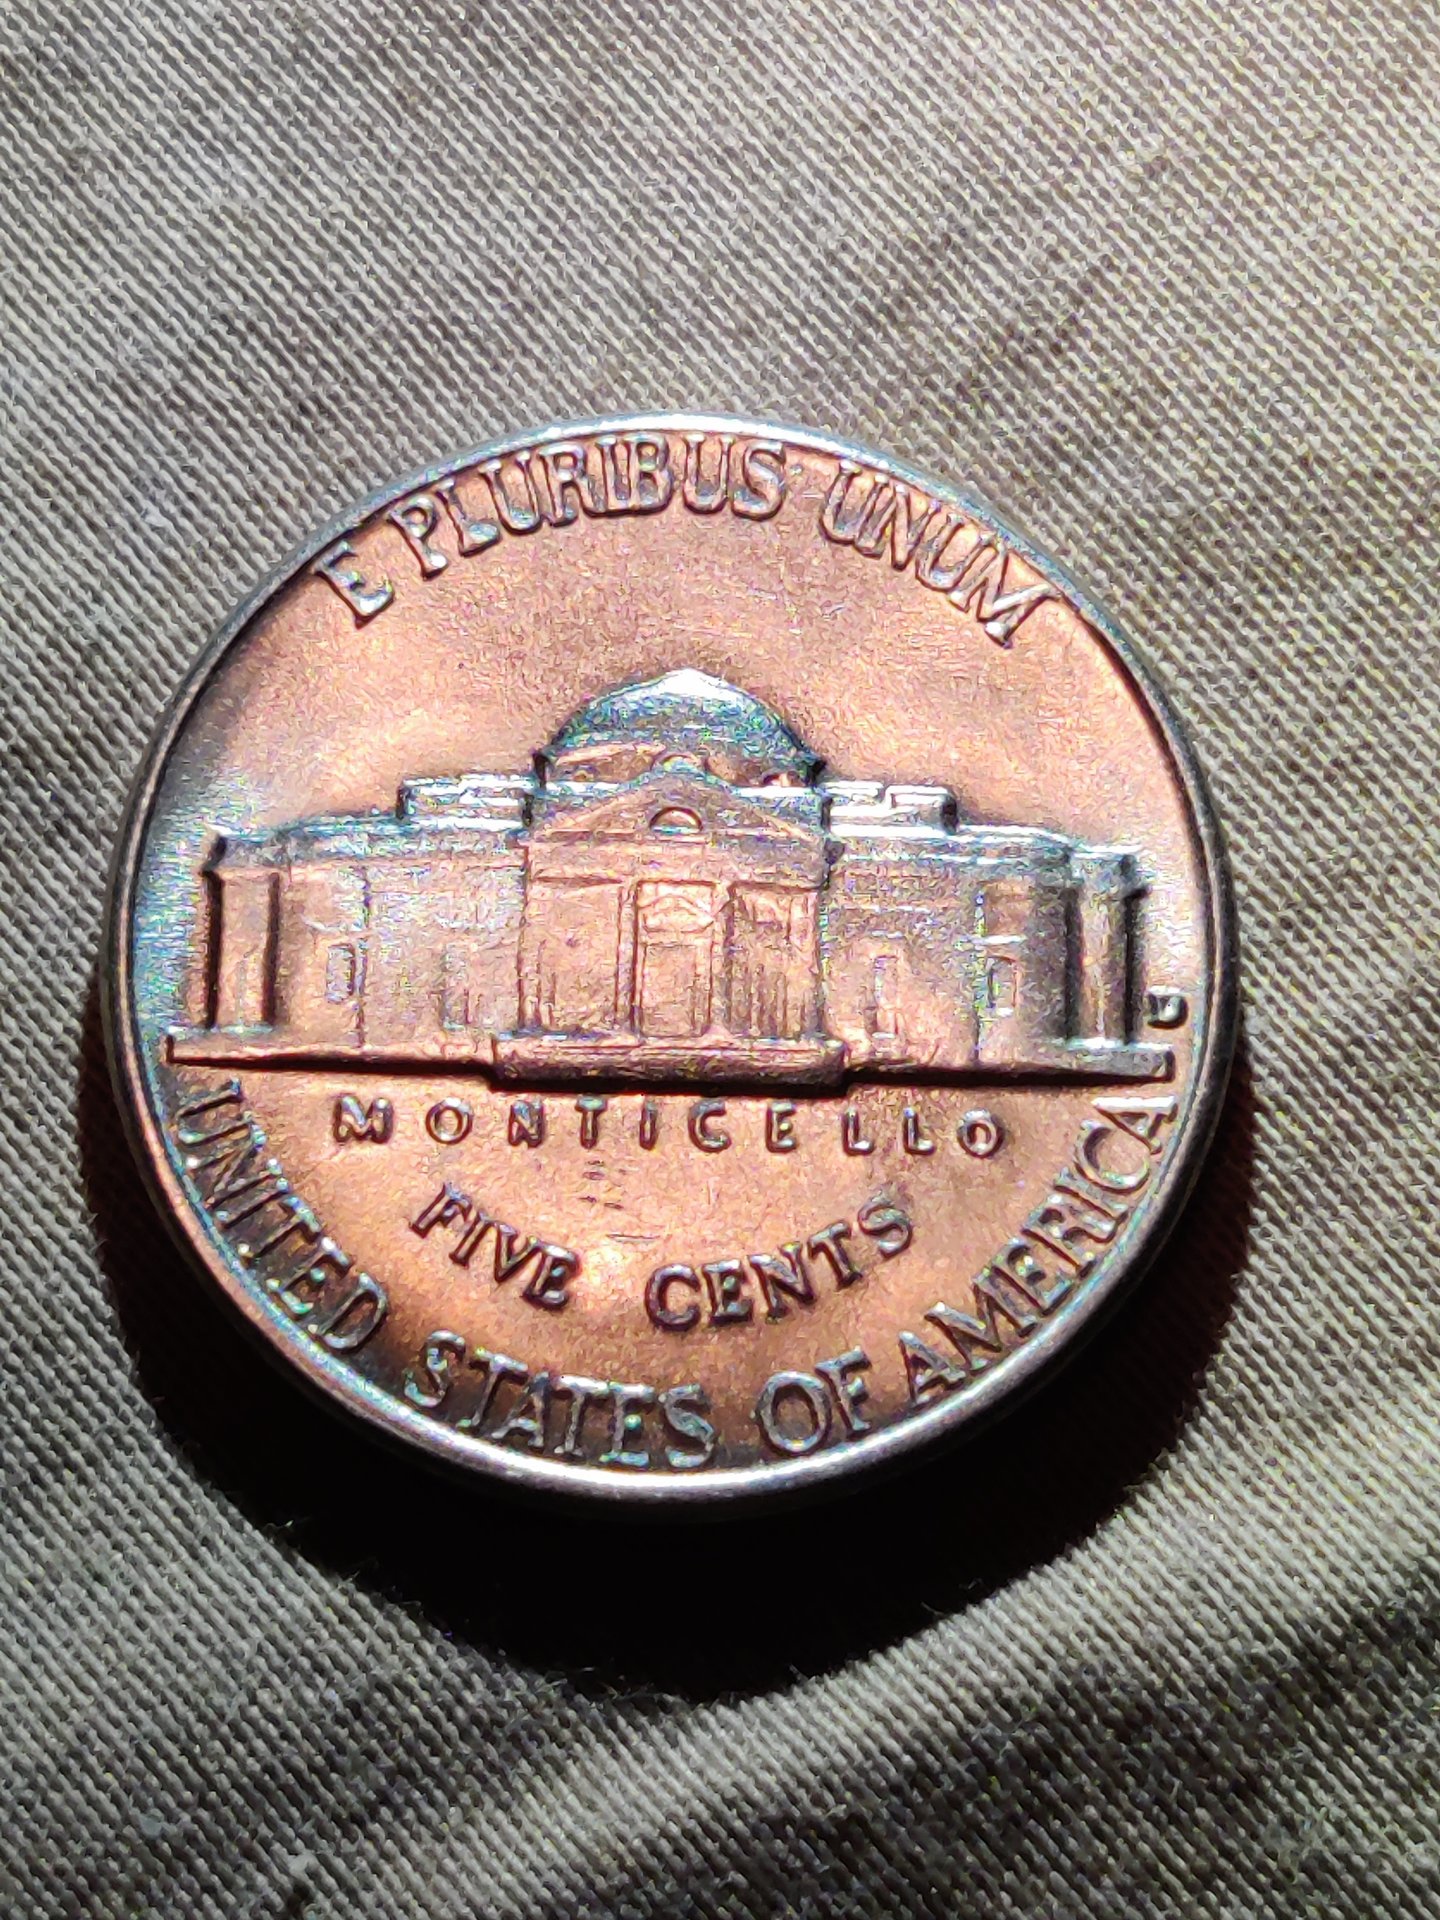 E PLURIBUS UNUM
MONTICELLO
FIVE CENTS
UNITED STATES OF AMERICA